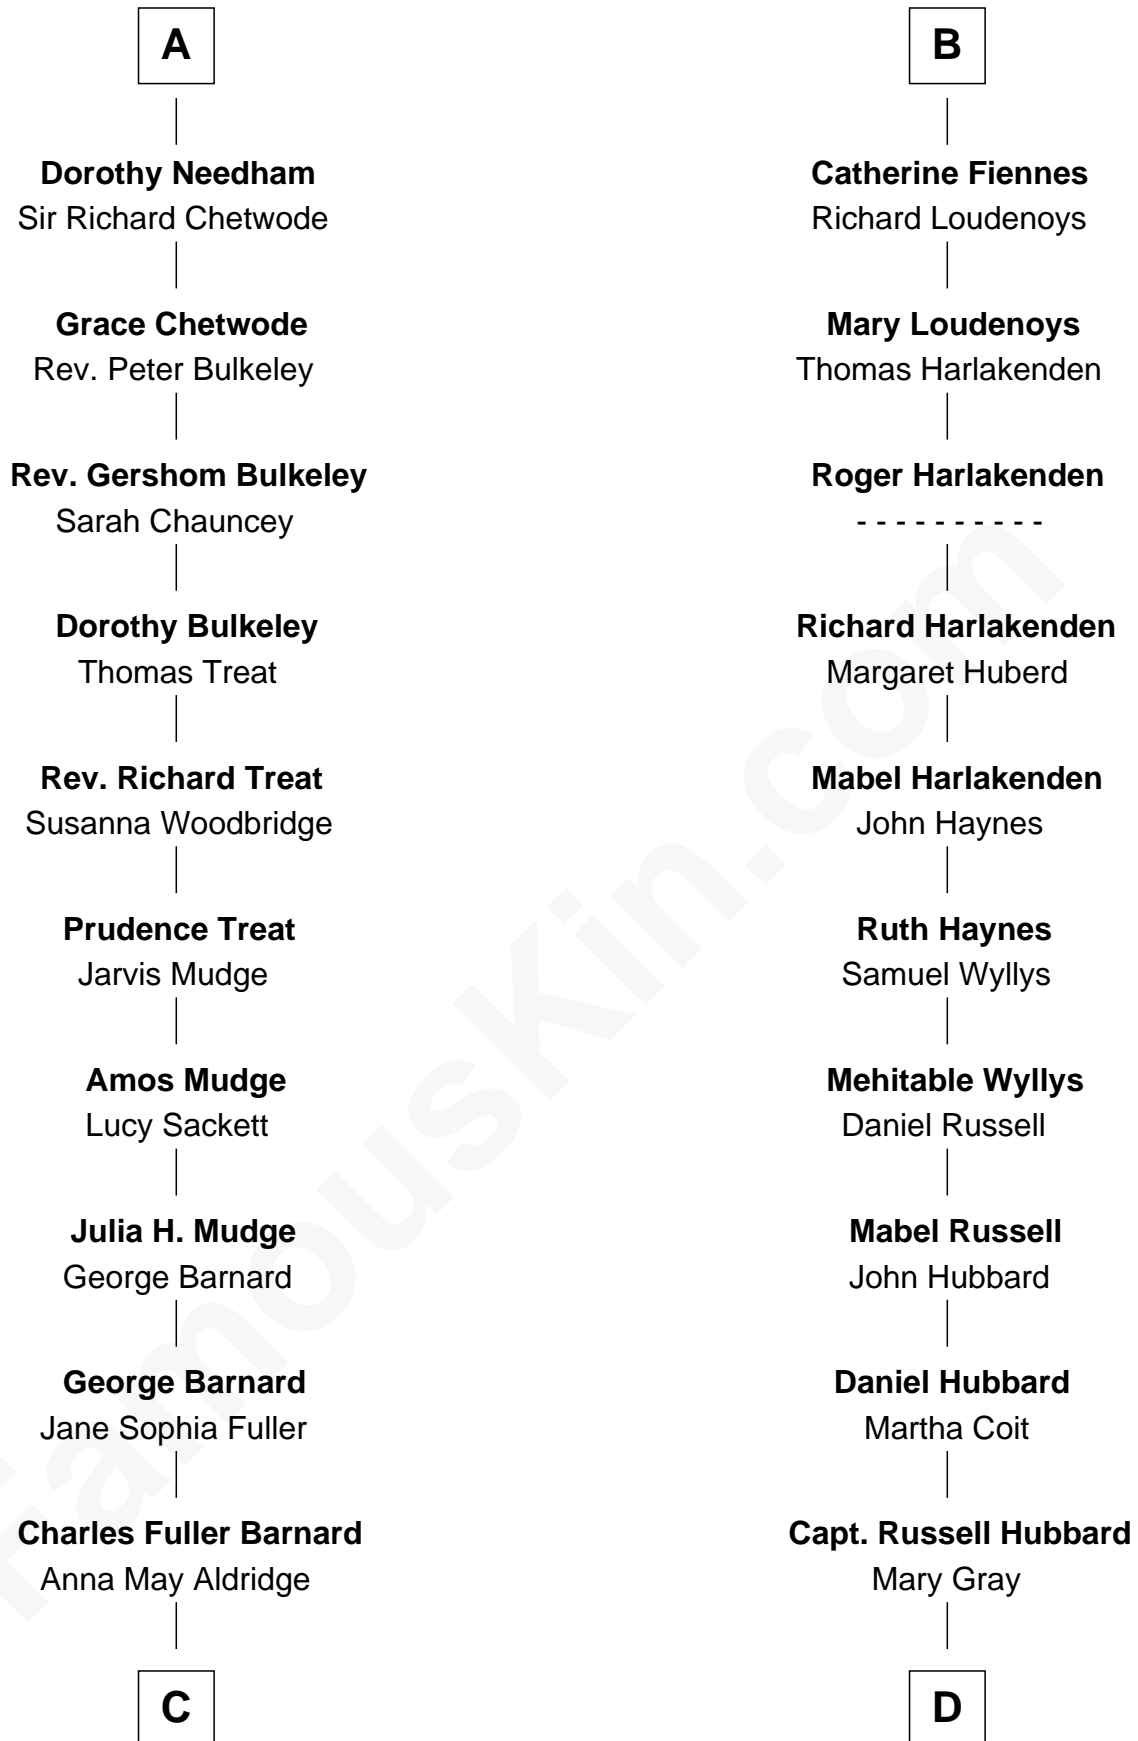 A
Dorothy Needham
Sir Richard Chetwode
Grace Chetwode
Rev. Peter Bulkeley
Rev. Gershom Bulkeley
Sarah Chauncey
Dorothy Bulkeley
Thomas Treat
Rev. Richard Treat
Susanna Woodbridge
Prudence Treat
Jarvis Mudge
Amos Mudge
Lucy Sackett
Julia H. Mudge
George Barnard
George Barnard
Jane Sophia Fuller
Charles Fuller Barnard
Anna May Aldridge
C
B
Catherine Fiennes
Richard Loudenoys
Mary Loudenoys
Thomas Harlakenden
Roger Harlakenden
- - - - - - - - - -
Richard Harlakenden
Margaret Huberd
Mabel Harlakenden
John Haynes
Ruth Haynes
Samuel Wyllys
Mehitable Wyllys
Daniel Russell
Mabel Russell
John Hubbard
Daniel Hubbard
Martha Coit
Capt. Russell Hubbard
Mary Gray
D
FamousKin.com